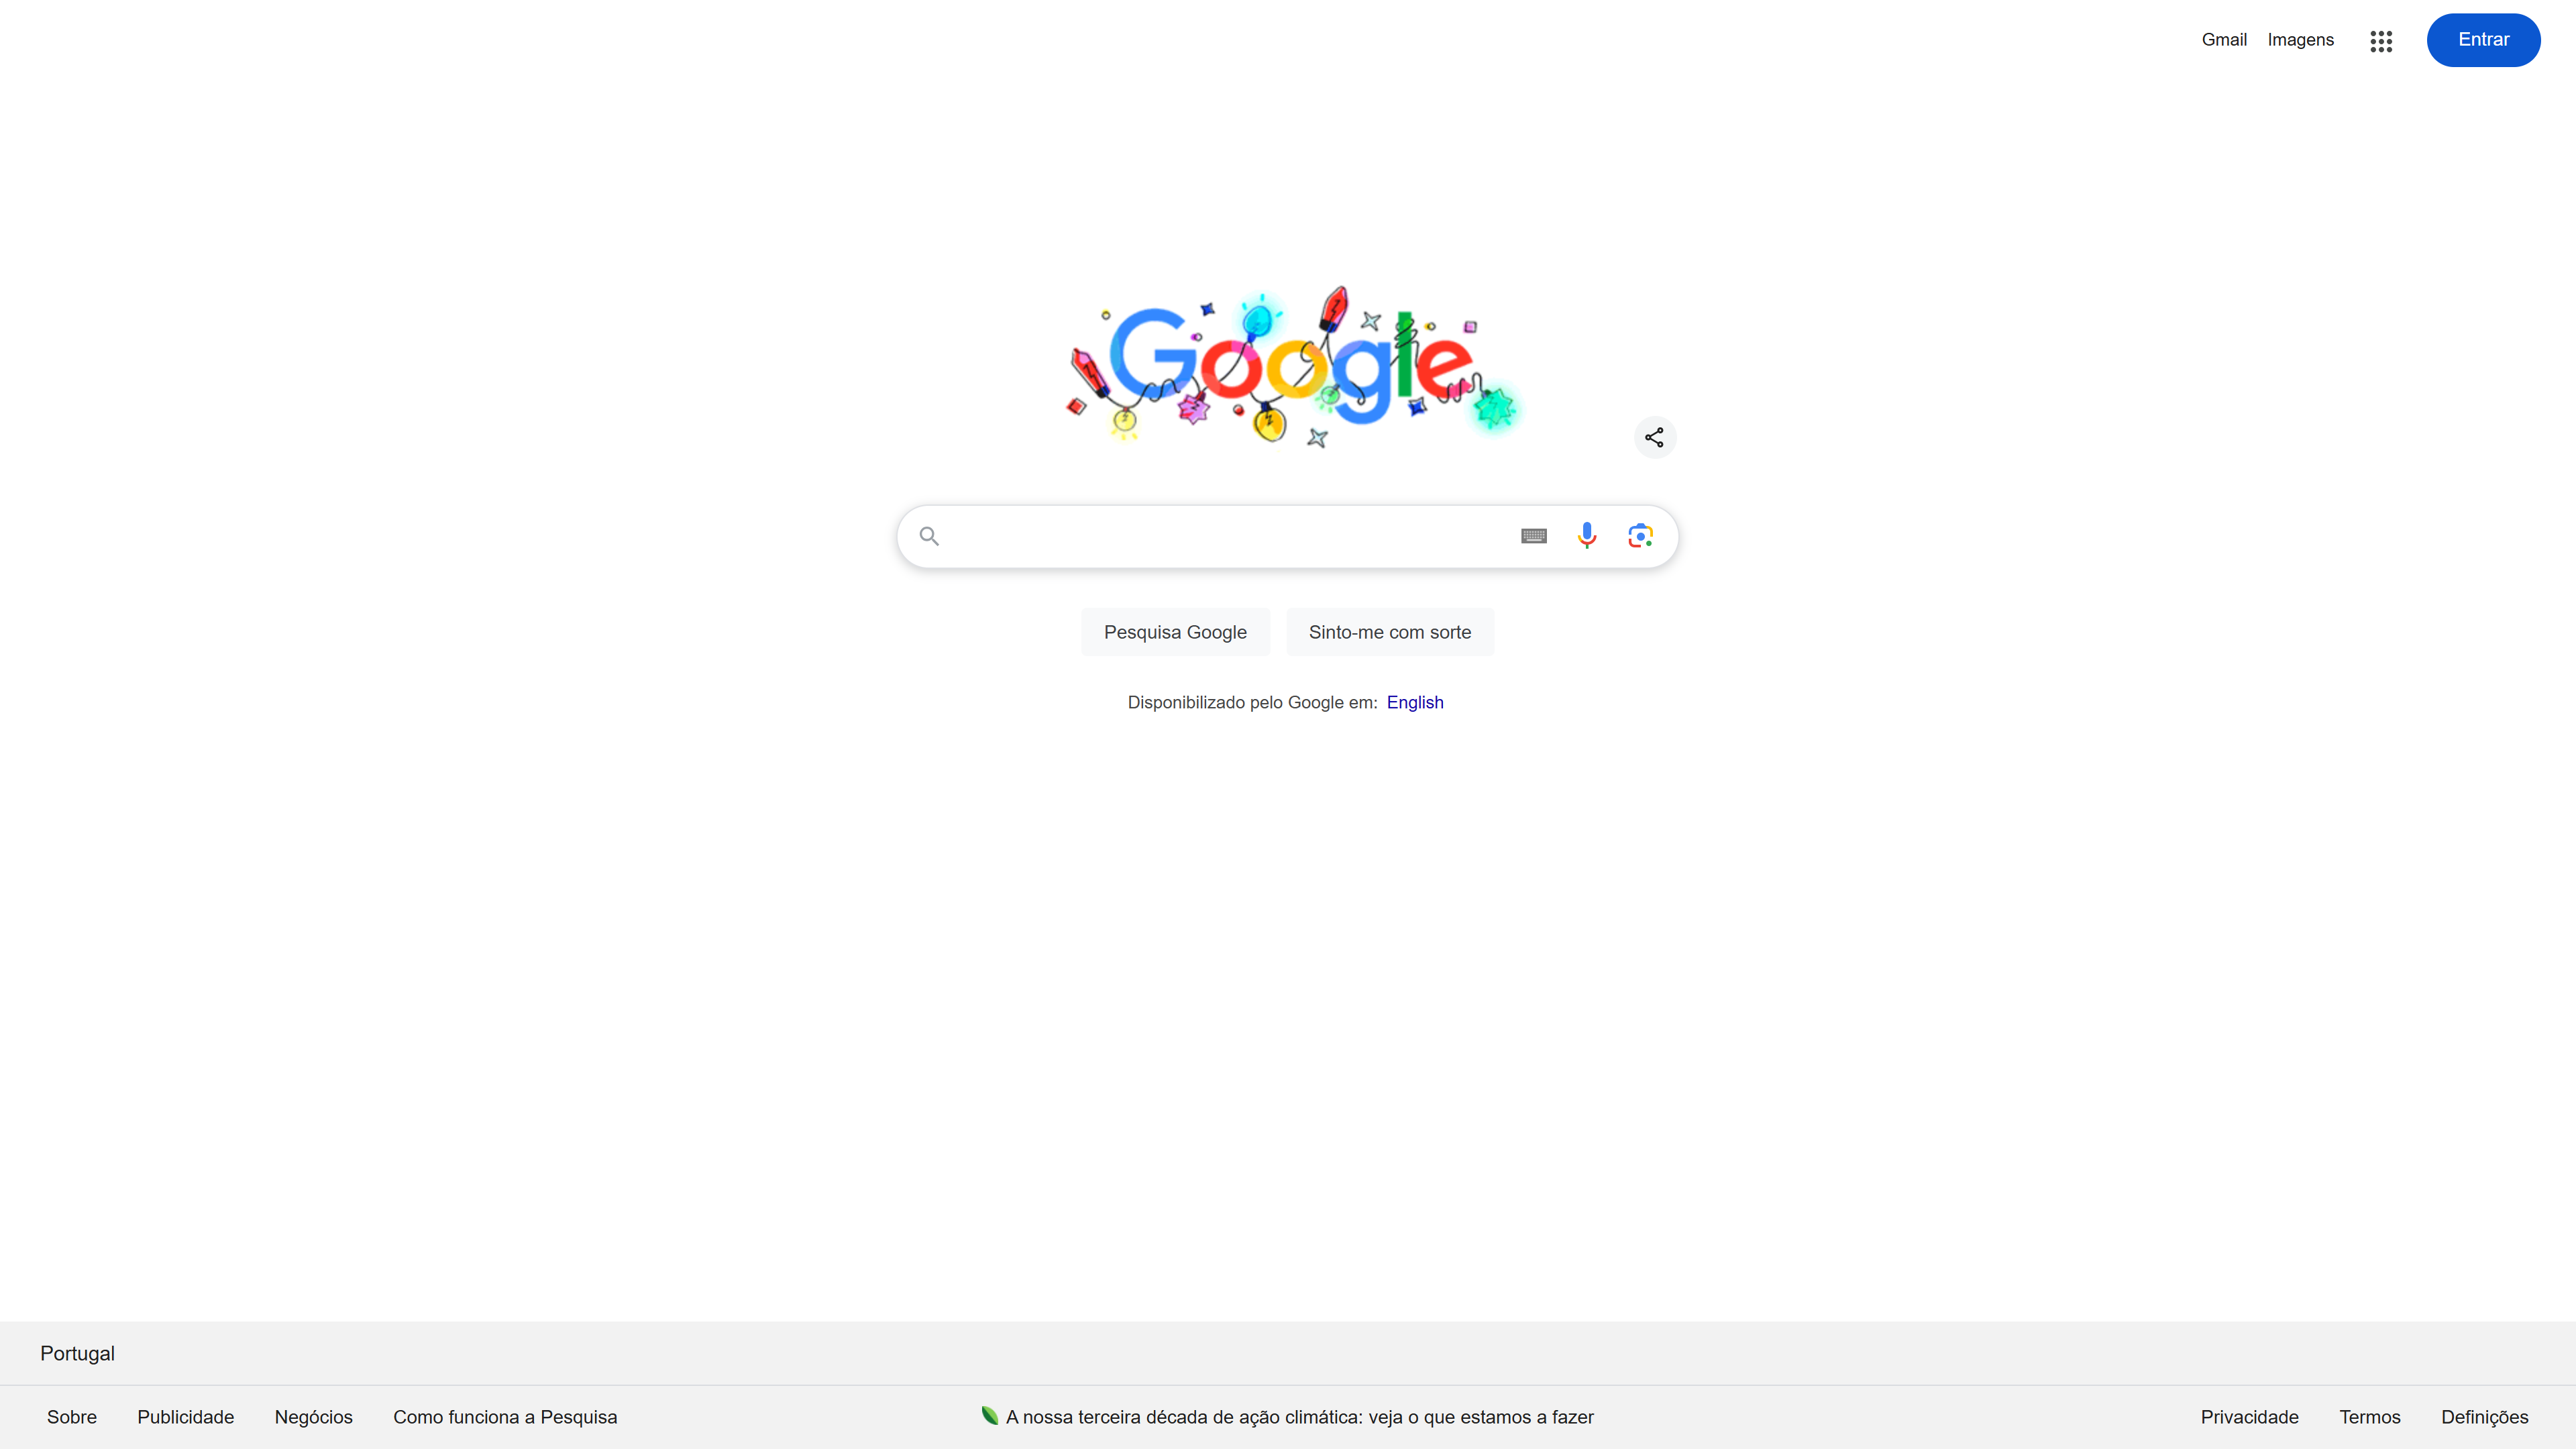 Gmail Imagens Entrar
Google
Pesquisa Google Sinto-me com sorte
Disponibilizado pelo Google em: English
Portugal
Sobre Publicidade Negócios Como funciona a Pesquisa A nossa terceira década de ação climática: veja o que estamos a fazer Privacidade Termos Definições